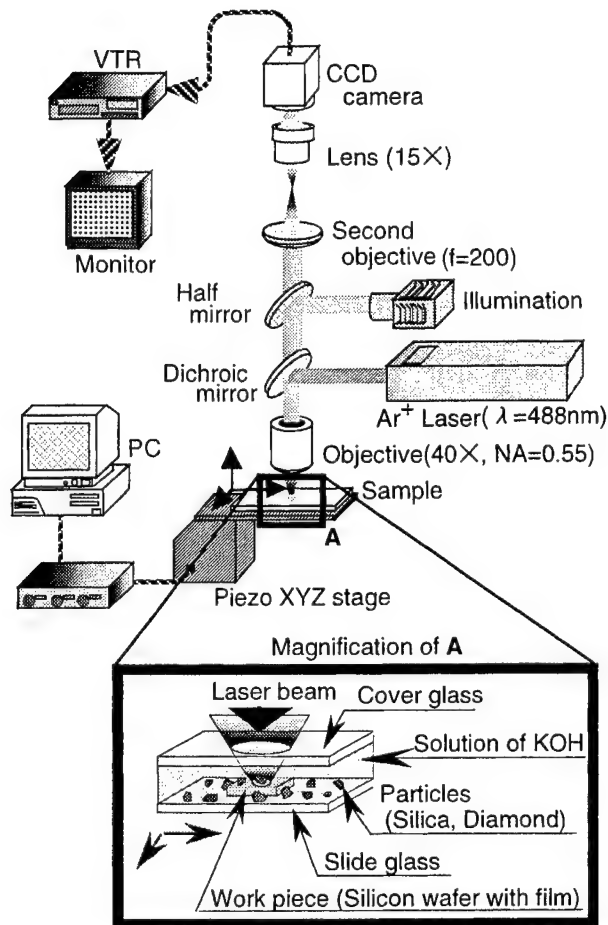 VTR
CCD
camera
Lens (15×)
Monitor
Second
objective (f=200)
Half
mirror
Illumination
Dichroic
mirror
Ar+ Laser( λ=488nm)
PC
Objective(40×, NA=0.55)
Sample
A
Piezo XYZ stage
Magnification of A
Laser beam
Cover glass
Solution of KOH
Particles
(Silica, Diamond)
Slide glass
Work piece (Silicon wafer with film)